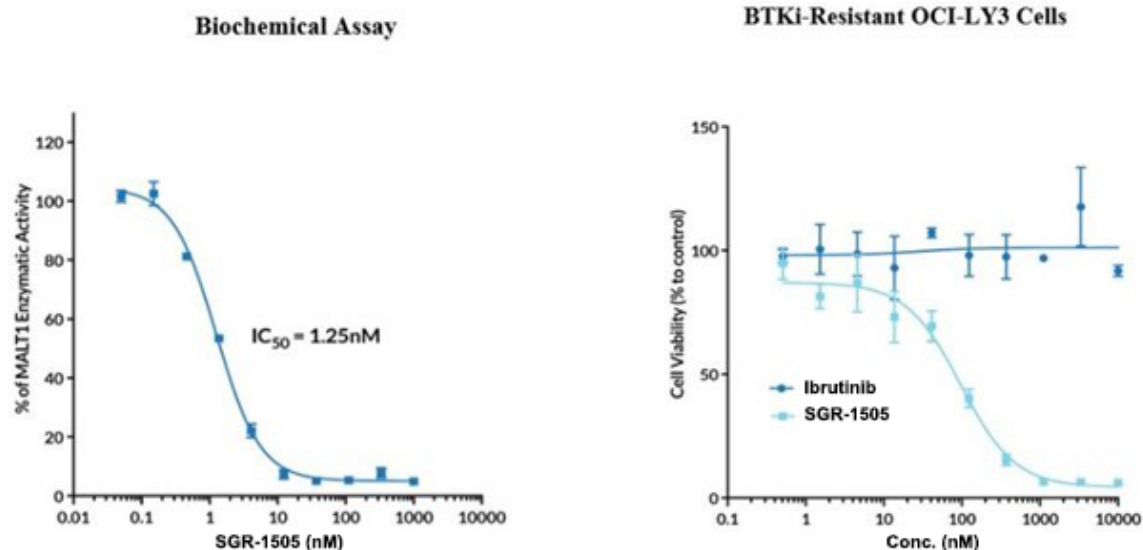 Biochemical Assay
% of MALT1 Enzymatic Activity
120
100
80
60
40
20
0
IC50 = 1.25nM
0.01 0.1 1 10 100 1000 10000
SGR-1505 (nM)
BTKi-Resistant OCI-LY3 Cells
Cell Viability (% to control)
150
100
50
0
Ibrutinib
SGR-1505
0.1 1 10 100 1000 10000
Conc. (nM)